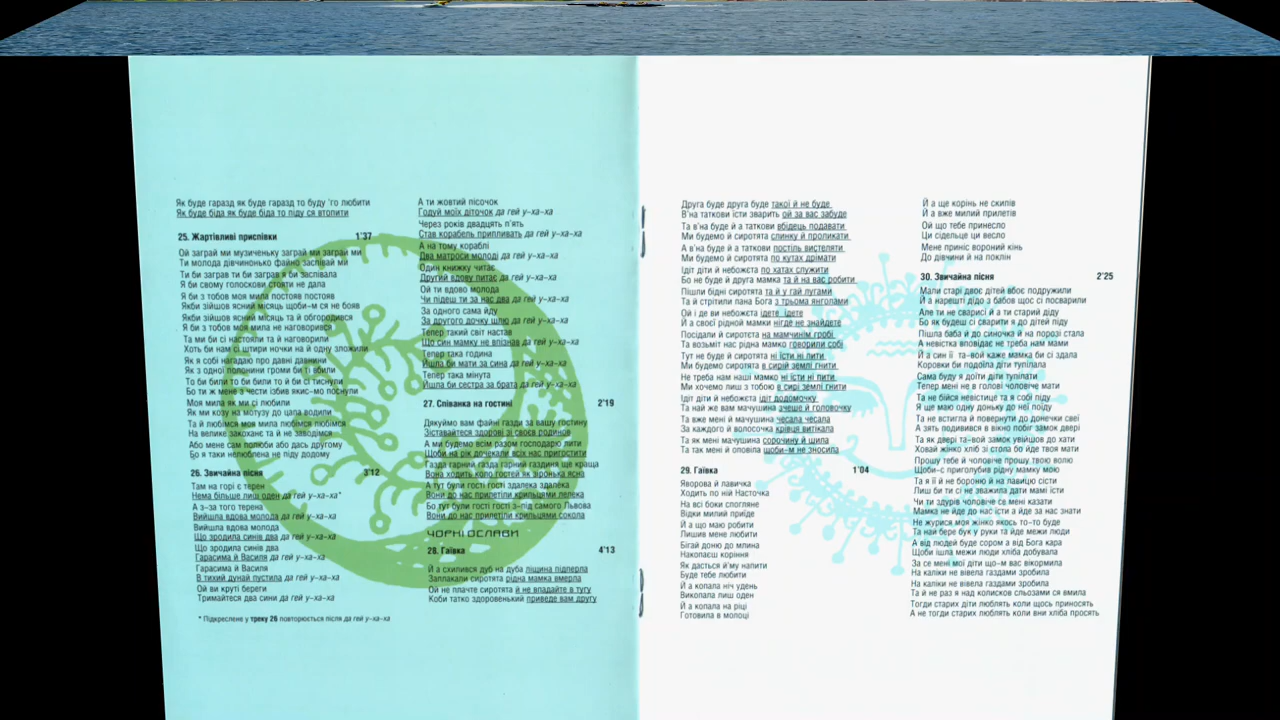 Як буде гаразд як буде гаразд то буду 'го любити
Як буде біда як буде біда то піду ся втопити
25. Жартівливі приспівки 1'37
Ой заграй ми музиченьку заграй ми заграй ми
Ти молода дівчинонько файно заспівай ми
Ти би заграв ти би заграв я би заспівала
Я би свому голоскови стояти не дала
Я би з тобов моя мила постояв постояв
Якби зійшов ясний місяць щоби-м ся не бояв
Якби зійшов ясний місяць та й обгородився
Я би з тобов моя мила не наговорився
Та ми би сі настояли та й наговорили
Хоть би нам сі штири ночки на й одну зложили
Як я собі нагадаю про давні давнини
Як з одної полонини громи би ті вбили
То би били то би били то й би сі тиснули
Бо ти ж мене з чести ізбив якис-мо поснули
Моя мила як ми сі любили
Як ми козу на мотузу до цапа водили
Та й любімся моя мила любімся любімся
На велике закоханє та й не заводімся
Або мене сам полюби або дась другому
Бо я таки нелюблена не піду додому
26. Звичайна пісня 3'12
Там на горі є терен
Нема більше лиш оден да гей у-ха-ха*
А з-за того терена
Вийшла вдова молода да гей у-ха-ха
Вийшла вдова молода
Що зродила синів два да гей у-ха-ха
Що зродила синів два
Гарасима й Василя да гей у-ха-ха
Гарасима й Василя
В тихий дунай пустила да гей у-ха-ха
Ой ви круті береги
Тримайтеся два сини да гей у-ха-ха
* Підкреслене у треку 26 повторюється після да гей у-ха-ха
А ти жовтий пісочок
Годуй моїх діточок да гей у-ха-ха
Через років двадцять п'ять
Став корабель припливать да гей у-ха-ха
А на тому кораблі
Два матроси молоді да гей у-ха-ха
Один книжку читає
Другий вдову питає да гей у-ха-ха
Ой ти вдово молода
Чи підеш ти за нас два да гей у-ха-ха
За одного сама йду
За другого дочку шлю да гей у-ха-ха
Тепер такий світ настав
Що син мамку не впізнав да гей у-ха-ха
Тепер така година
Йшла би мати за сина да гей у-ха-ха
Тепер така мінута
Йшла би сестра за брата да гей у-ха-ха
27. Співанка на гостині 2'19
Дякуймо вам файні газди за вашу гостину
Зіставайтеся здорові зі своєв родинов
А ми будемо всім разом господарю пити
Щоби на рік дочекали всіх нас пригостити
Газда гарний газда гарний газдиня ще краща
Вона ходить коло гостей як зіронька ясна
А тут були гості гості здалека здалека
Вони до нас прилетіли крильцями лелека
Бо тут були гості гості з-під самого Львова
Вони до нас прилетіли крильцями сокола
ЧОРНІ ОСЛАВИ
28. Гаївка 4'13
Й а схилився дуб на дуба ліщина підперла
Заплакали сиротята рідна мамка вмерла
Ой не плачте сиротята й не впадайте в тугу
Коби татко здоровенький приведе вам другу
Друга буде друга буде такої й не буде
В'на таткови їсти зварить ой за вас забуде
Та в'на буде й а таткови вбідець подавати
Ми будемо й сиротята слинку й проликати
А в'на буде й а таткови постіль вистеляти
Ми будемо й сиротята по кутах дрімати
Ідіт діти й небожєта по хатах служити
Бо не буде й друга мамка та й на вас робити
Пішли бідні сиротята та й у гай лугами
Та й стрітили пана Бога з трьома янголами
Ой і де ви небожєта ідете ідете
Й а своєї рідной мамки нігде не знайдете
Посідали й сиротєта на мамчинім гробі
Та возьміт нас рідна мамко говорили собі
Тут не буде й сиротята ні їсти ні пити
Ми будемо сиротята в сирій землі гнити
Не треба нам наші мамко ні їсти ні пити
Ми хочемо лиш з тобою в сирі землі гнити
Ідіт діти й небожєта ідіт додомочку
Та най же вам мачушина зчеше й головочку
Та вже мені й мачушина чесала чесала
За каждого й волосочка крівця витікала
Та як мені мачушина сорочину й шила
Та так мені й оповіла щоби-м не зносила
29. Гаївка 1'04
Яворова й лавичка
Ходить по ній Насточка
На всі боки споглянe
Відки милий приїде
Й а що маю робити
Лишив мене любити
Бігай доню до млина
Накопаєш коріння
Як дасться й'му напити
Буде тебе любити
Й а копала ніч удень
Викопала лиш оден
Й а копала на ріці
Готовила в молоці
Й а ще корінь не скипів
Й а вже милий прилетів
Ой що тебе принесло
Ци сідельце ци весло
Мене приніс вороний кінь
До дівчини й на поклін
30. Звичайна пісня 2'25
Мали старі двоє дітей вбоє подружили
Й а нарешті дідо з бабов щос сі посварили
Але ти не сварисі й а ти старий діду
Бо як будеш сі сварити я до дітей піду
Пішла баба й до синочка й на порозі стала
А невістка вповідає не треба нам мами
Й а син її та-вой каже мамка би сі здала
Коровки би подоїла діти тупілала
Сама буду я доїти діти тупілати
Тепер мені не в голові чоловіче мати
Та не бійся невістице та я собі піду
Я ще маю одну доньку до неї поїду
Та не встигла й повернути до донечки свеї
А зять подивився в вікно побіг замок двері
Та як двері та-вой замок увійшов до хати
Ховай жінко хліб зі стола бо йде твоя мати
Прошу тебе й чоловіче прошу твою волю
Щоби-с приголубив рідну мамку мою
Та я її й не бороню й на лавицю сісти
Лиш би ти сі не зважила дати мамі їсти
Чи ти здурів чоловіче се мені казати
Мамка не йде до нас їсти а йде за нас знати
Не журися моя жінко якось то-то буде
Та най бере бук у руки та йде межи люди
А від людей буде сором а від Бога кара
Щоби ішла межи люди хліба добувала
За се мені мої діти що-м вас вікормила
На каліки не вівела газдами зробила
На каліки не вівела газдами зробила
Та й не раз я над колисков сльозами ся вмила
Тогди старих діти люблять коли щось приносять
А не тогди старих люблять коли вни хліба просять